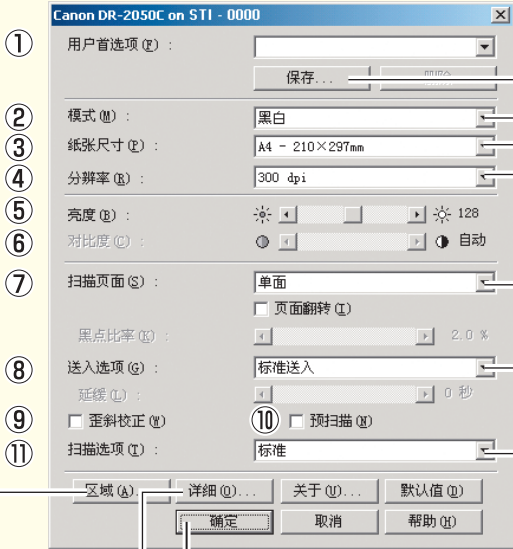 Canon DR-2050C on STI - 0000
① 用户首选项(F) :
保存... 删除
② 模式(M) : 黑白
③ 纸张尺寸(P) : A4 - 210×297mm
④ 分辨率(R) : 300 dpi
⑤ 亮度(B) : 128
⑥ 对比度(C) : 自动
⑦ 扫描页面(S) : 单面
页面翻转(I)
黑点比率(K) : 2.0 %
⑧ 送入选项(G) : 标准送入
延缓(L) : 0 秒
⑨ 歪斜校正(W) ⑩ 预扫描(N)
⑪ 扫描选项(T) : 标准
区域(A)... 详细(O)... 关于(U)... 默认值(D)
确定 取消 帮助(H)